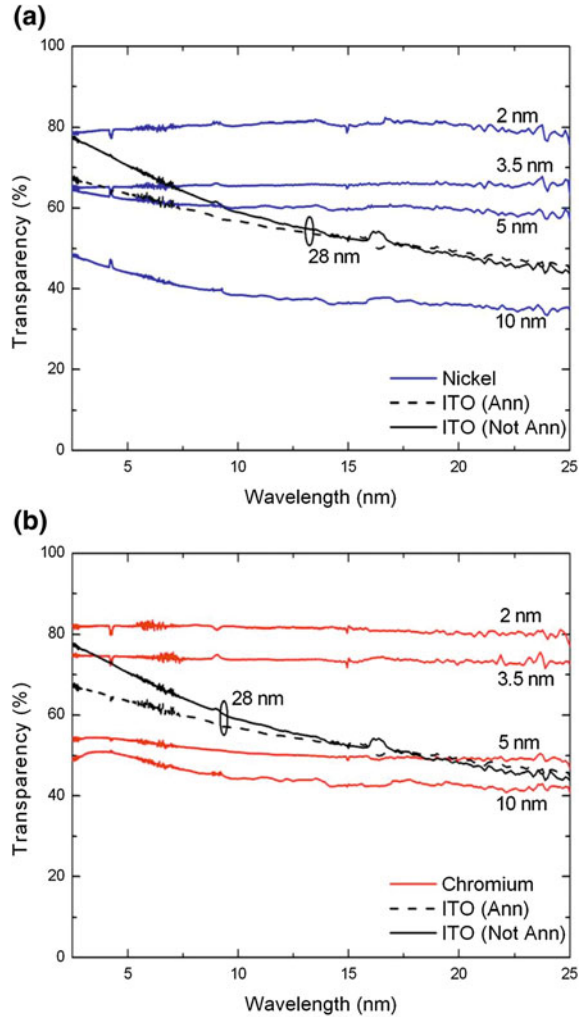 (a)
100
80
60
40
20
0
Transparency (%)
2 nm
3.5 nm
5 nm
28 nm
10 nm
Nickel
ITO (Ann)
ITO (Not Ann)
5 10 15 20 25
Wavelength (nm)
(b)
100
80
60
40
20
0
Transparency (%)
2 nm
3.5 nm
28 nm
5 nm
10 nm
Chromium
ITO (Ann)
ITO (Not Ann)
5 10 15 20 25
Wavelength (nm)